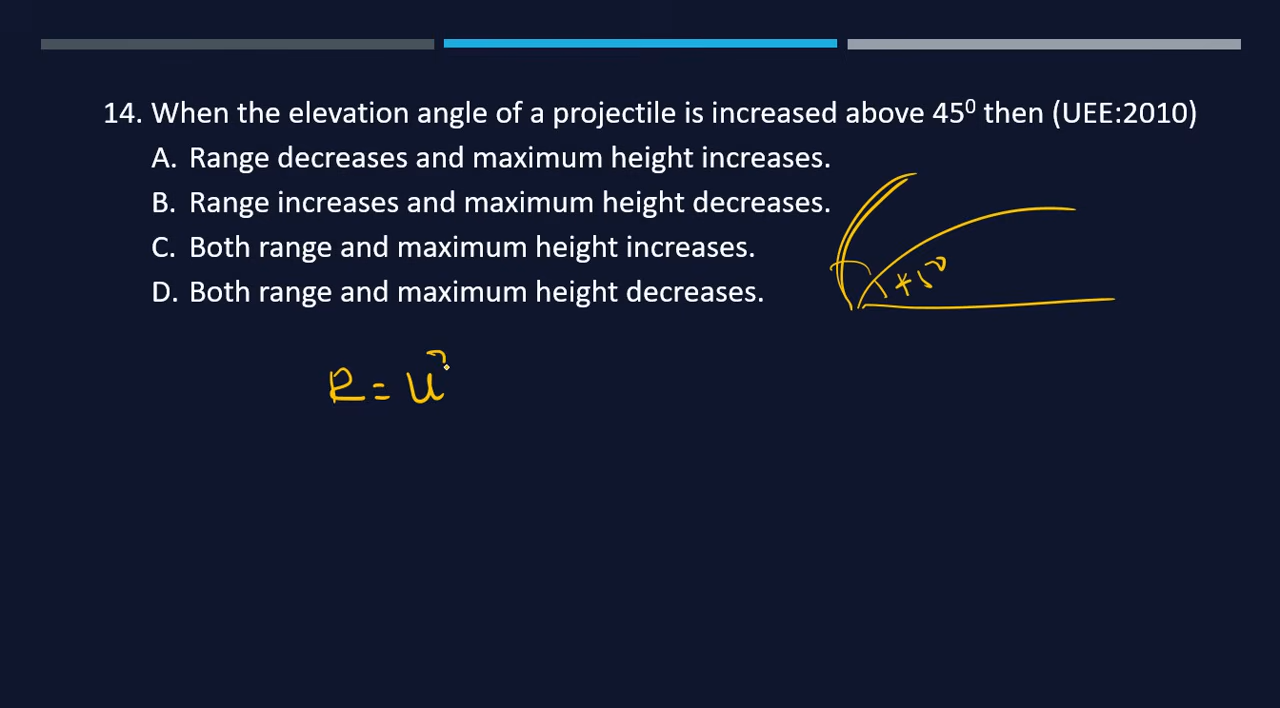 14. When the elevation angle of a projectile is increased above 45⁰ then (UEE:2010)
A. Range decreases and maximum height increases.
B. Range increases and maximum height decreases.
C. Both range and maximum height increases.
D. Both range and maximum height decreases.
R = u²